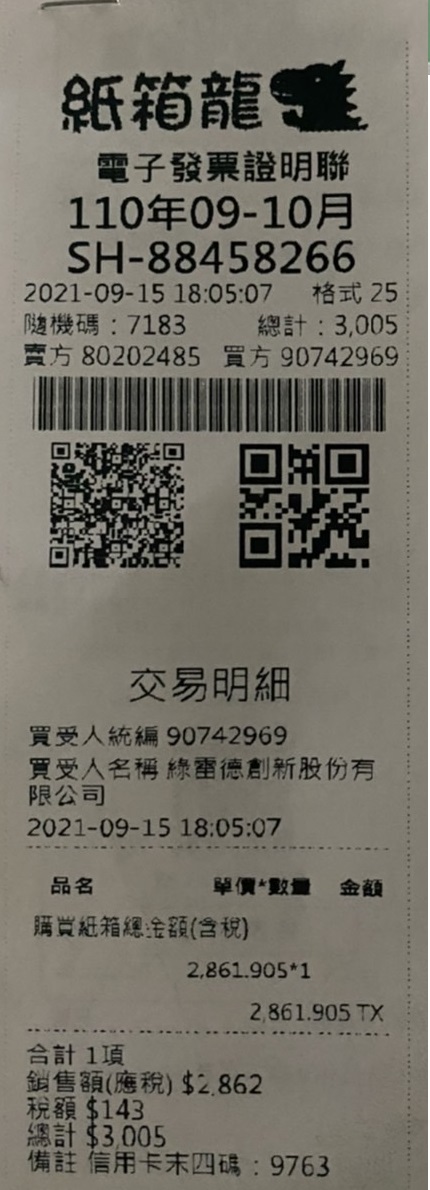 紙箱龍
電子發票證明聯
110年09-10月
SH-88458266
2021-09-15 18:05:07 格式 25
隨機碼：7183 總計：3,005
賣方 80202485 買方 90742969
交易明細
買受人統編 90742969
買受人名稱 綠雷德創新股份有
限公司
2021-09-15 18:05:07
品名 單價*數量 金額
購買紙箱總金額(含稅)
2,861.905*1
2,861.905 TX
合計 1項
銷售額(應稅) $2,862
稅額 $143
總計 $3,005
備註 信用卡末四碼：9763